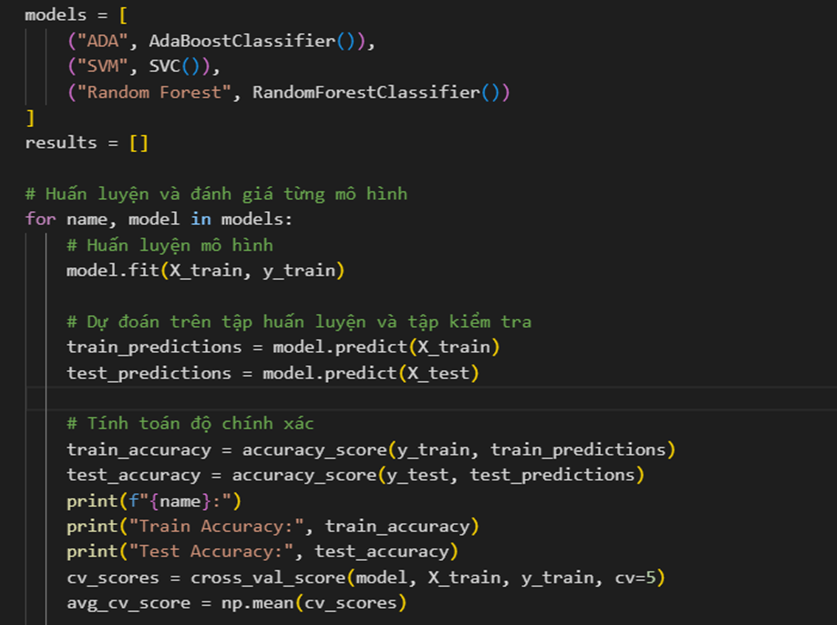 models = [
    ("ADA", AdaBoostClassifier()),
    ("SVM", SVC()),
    ("Random Forest", RandomForestClassifier())
]
results = []
# Huấn luyện và đánh giá từng mô hình
for name, model in models:
    # Huấn luyện mô hình
    model.fit(X_train, y_train)
    # Dự đoán trên tập huấn luyện và tập kiểm tra
    train_predictions = model.predict(X_train)
    test_predictions = model.predict(X_test)
    # Tính toán độ chính xác
    train_accuracy = accuracy_score(y_train, train_predictions)
    test_accuracy = accuracy_score(y_test, test_predictions)
    print(f"{name}:")
    print("Train Accuracy:", train_accuracy)
    print("Test Accuracy:", test_accuracy)
    cv_scores = cross_val_score(model, X_train, y_train, cv=5)
    avg_cv_score = np.mean(cv_scores)